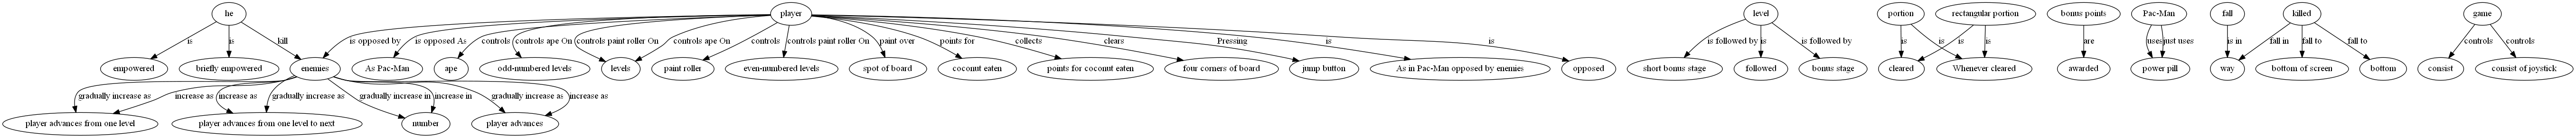 he
player
level
portion
rectangular portion
bonus points
Pac-Man
fall
killed
game
is
is
kill
is opposed by
is opposed As
controls
controls ape On
controls paint roller On
controls ape On
controls
controls paint roller On
paint over
points for
collects
clears
Pressing
is
is
is followed by
is
is followed by
is
is
is
is
are
uses
just uses
is in
fall in
fall to
fall to
controls
controls
empowered
briefly empowered
enemies
As Pac-Man
ape
odd-numbered levels
levels
paint roller
even-numbered levels
spot of board
coconut eaten
points for coconut eaten
four corners of board
jump button
As in Pac-Man opposed by enemies
opposed
short bonus stage
followed
bonus stage
cleared
Whenever cleared
awarded
power pill
way
bottom of screen
bottom
consist
consist of joystick
gradually increase as
increase as
increase as
gradually increase as
gradually increase in
increase in
gradually increase as
increase as
player advances from one level
player advances from one level to next
number
player advances